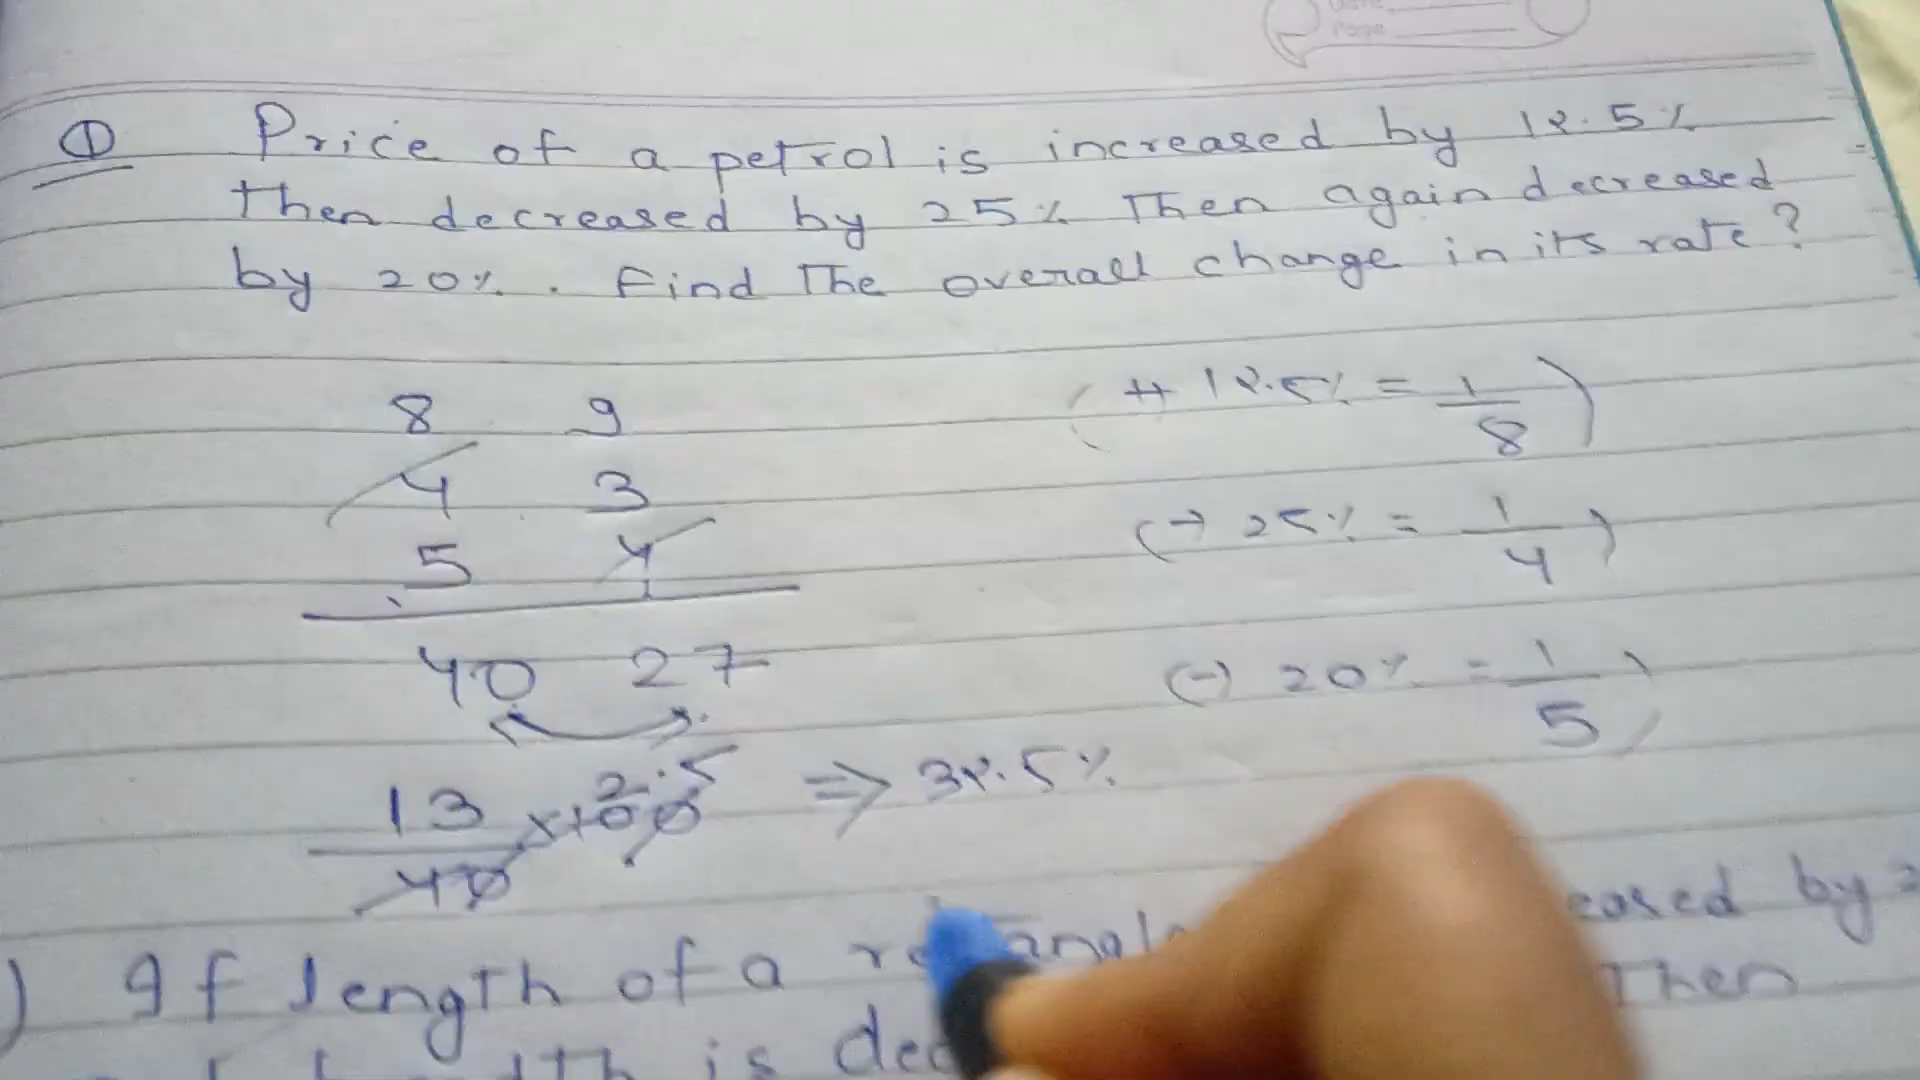 Page
① Price of a petrol is increased by 12.5%
Then decreased by 25% Then again decreased
by 20%. Find The overall change in its rate?
8 9
4 3
5 4
1
40 27
(+ 12.5% = 1/8)
(-) 25% = 1/4)
(-) 20% = 1/5)
13/40 × 100 2.5 ⇒ 32.5%
) If length of a by
Then
is